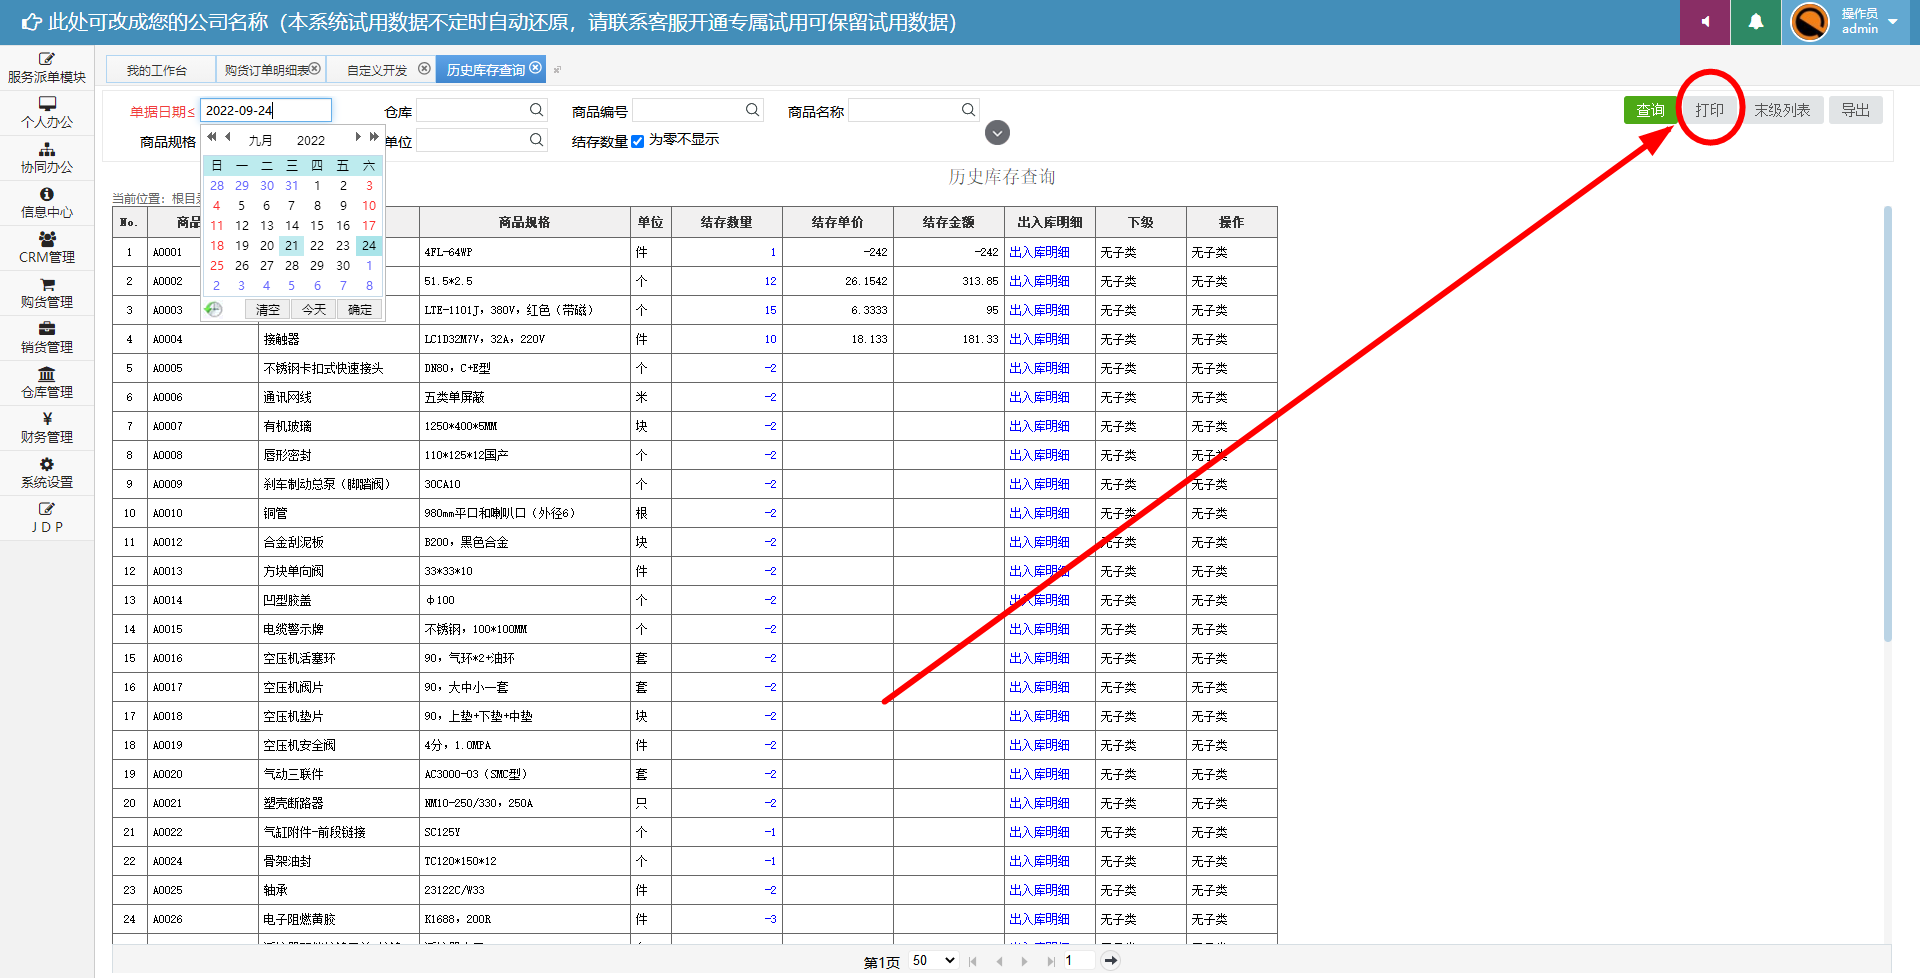 此处可改成您的公司名称（本系统试用数据不定时自动还原，请联系客服开通专属试用可保留试用数据）
操作员
admin
服务派单模块
个人办公
协同办公
信息中心
CRM管理
购货管理
销货管理
仓库管理
财务管理
系统设置
J D P
我的工作台 购货订单明细表 自定义开发 历史库存查询
单据日期≤ 2022-09-24 仓库 商品编号 商品名称 查询 打印 末级列表 导出
商品规格 单位 结存数量 为零不显示
九月 2022
日 一 二 三 四 五 六
28 29 30 31 1 2 3
4 5 6 7 8 9 10
11 12 13 14 15 16 17
18 19 20 21 22 23 24
25 26 27 28 29 30 1
2 3 4 5 6 7 8
清空 今天 确定
历史库存查询
当前位置：根目
No. 商品 商品规格 单位 结存数量 结存单价 结存金额 出入库明细 下级 操作
1 A0001 4FL-64WP 件 1 -242 -242 出入库明细 无子类 无子类
2 A0002 51.5*2.5 个 12 26.1542 313.85 出入库明细 无子类 无子类
3 A0003 LTE-1101J，380V，红色（带磁） 个 15 6.3333 95 出入库明细 无子类 无子类
4 A0004 接触器 LC1D32M7V，32A，220V 件 10 18.133 181.33 出入库明细 无子类 无子类
5 A0005 不锈钢卡扣式快速接头 DN80，C+E型 个 -2 出入库明细 无子类 无子类
6 A0006 通讯网线 五类单屏蔽 米 -2 出入库明细 无子类 无子类
7 A0007 有机玻璃 1250*400*5MM 块 -2 出入库明细 无子类 无子类
8 A0008 唇形密封 110*125*12国产 个 -2 出入库明细 无子类 无子类
9 A0009 刹车制动总泵（脚踏阀） 30CA10 个 -2 出入库明细 无子类 无子类
10 A0010 铜管 980mm平口和喇叭口（外径6） 根 -2 出入库明细 无子类 无子类
11 A0012 合金刮泥板 B200，黑色合金 块 -2 出入库明细 无子类 无子类
12 A0013 方块单向阀 33*33*10 件 -2 出入库明细 无子类 无子类
13 A0014 凹型胶盖 φ100 个 -2 出入库明细 无子类 无子类
14 A0015 电缆警示牌 不锈钢，100*100MM 个 -2 出入库明细 无子类 无子类
15 A0016 空压机活塞环 90，气环*2+油环 套 -2 出入库明细 无子类 无子类
16 A0017 空压机阀片 90，大中小一套 套 -2 出入库明细 无子类 无子类
17 A0018 空压机垫片 90，上垫+下垫+中垫 块 -2 出入库明细 无子类 无子类
18 A0019 空压机安全阀 4分，1.0MPA 件 -2 出入库明细 无子类 无子类
19 A0020 气动三联件 AC3000-03（SMC型） 套 -2 出入库明细 无子类 无子类
20 A0021 塑壳断路器 NM10-250/330，250A 只 -2 出入库明细 无子类 无子类
21 A0022 气缸附件-前段链接 SC125Y 个 -1 出入库明细 无子类 无子类
22 A0024 骨架油封 TC120*150*12 个 -1 出入库明细 无子类 无子类
23 A0025 轴承 23122C/W33 件 -2 出入库明细 无子类 无子类
24 A0026 电子阻燃黄胶 K1688，200R 件 -3 出入库明细 无子类 无子类
第1页 50 1